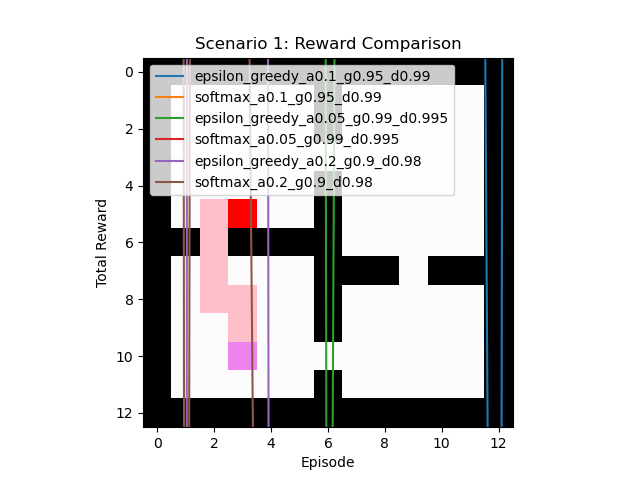 Scenario 1: Reward Comparison
epsilon_greedy_a0.1_g0.95_d0.99
softmax_a0.1_g0.95_d0.99
epsilon_greedy_a0.05_g0.99_d0.995
softmax_a0.05_g0.99_d0.995
epsilon_greedy_a0.2_g0.9_d0.98
softmax_a0.2_g0.9_d0.98
Total Reward
0
2
4
6
8
10
12
0 2 4 6 8 10 12
Episode